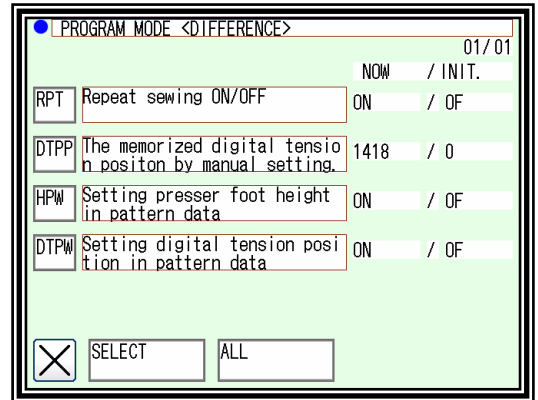 PROGRAM MODE <DIFFERENCE>
01/01
NOW / INIT.
RPT Repeat sewing ON/OFF ON / OF
DTPP The memorized digital tensio
n positon by manual setting. 1418 / 0
HPW Setting presser foot height
in pattern data ON / OF
DTPW Setting digital tension posi
tion in pattern data ON / OF
SELECT ALL